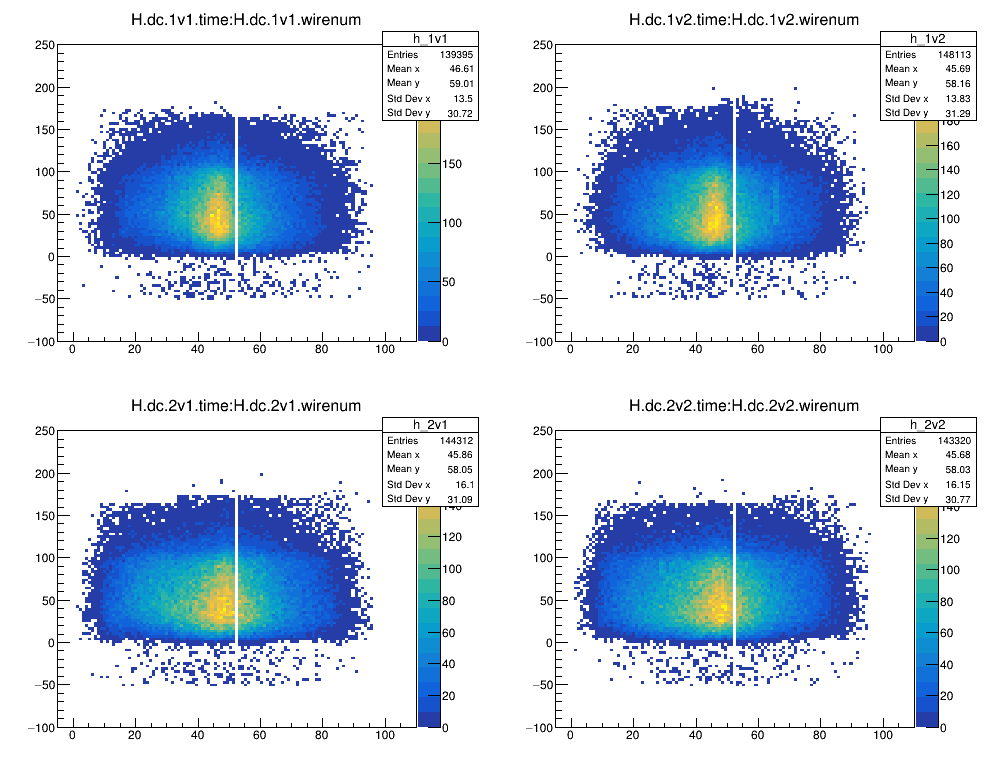 H.dc.1v1.time:H.dc.1v1.wirenum
h_1v1
Entries 139395
Mean x 46.61
Mean y 59.01
Std Dev x 13.5
Std Dev y 30.72
250
200
150
100
50
0
−50
−100
0 20 40 60 80 100
150
100
50
0
H.dc.1v2.time:H.dc.1v2.wirenum
h_1v2
Entries 148113
Mean x 45.69
Mean y 58.16
Std Dev x 13.83
Std Dev y 31.29
250
200
150
100
50
0
−50
−100
0 20 40 60 80 100
180
160
140
120
100
80
60
40
20
0
H.dc.2v1.time:H.dc.2v1.wirenum
h_2v1
Entries 144312
Mean x 45.86
Mean y 58.05
Std Dev x 16.1
Std Dev y 31.09
250
200
150
100
50
0
−50
−100
0 20 40 60 80 100
140
120
100
80
60
40
20
0
H.dc.2v2.time:H.dc.2v2.wirenum
h_2v2
Entries 143320
Mean x 45.68
Mean y 58.03
Std Dev x 16.15
Std Dev y 30.77
250
200
150
100
50
0
−50
−100
0 20 40 60 80 100
140
120
100
80
60
40
20
0